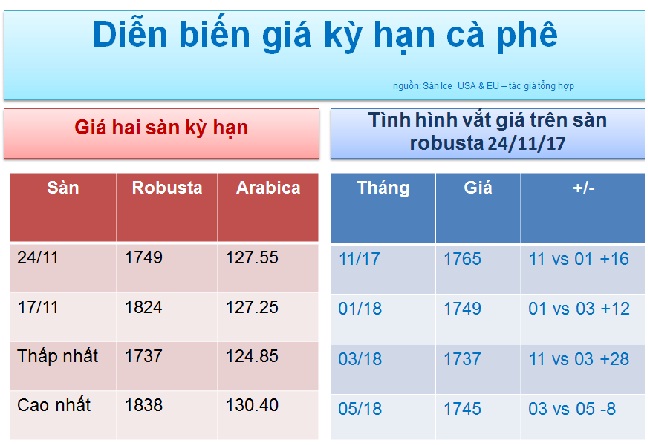 Diễn biến giá kỳ hạn cà phê
nguồn: Sàn Ice USA & EU – tác giả tổng hợp
Giá hai sàn kỳ hạn
Sàn Robusta Arabica
24/11 1749 127.55
17/11 1824 127.25
Thấp nhất 1737 124.85
Cao nhất 1838 130.40
Tình hình vắt giá trên sàn
robusta 24/11/17
Tháng Giá +/-
11/17 1765 11 vs 01 +16
01/18 1749 01 vs 03 +12
03/18 1737 11 vs 03 +28
05/18 1745 03 vs 05 -8